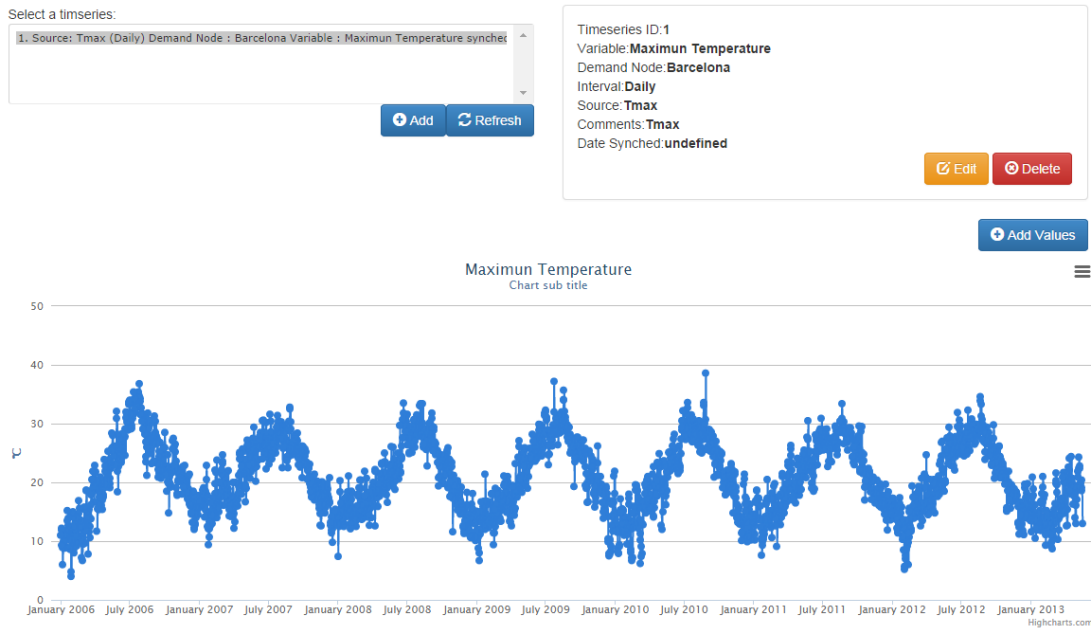 Select a timseries:
1. Source: Tmax (Daily) Demand Node : Barcelona Variable : Maximun Temperature synched
Add
Refresh
Timeseries ID:1
Variable:Maximun Temperature
Demand Node:Barcelona
Interval:Daily
Source:Tmax
Comments:Tmax
Date Synched:undefined
Edit
Delete
Add Values
Maximun Temperature
Chart sub title
50
40
30
20
10
0
℃
January 2006 July 2006 January 2007 July 2007 January 2008 July 2008 January 2009 July 2009 January 2010 July 2010 January 2011 July 2011 January 2012 July 2012 January 2013
Highcharts.com